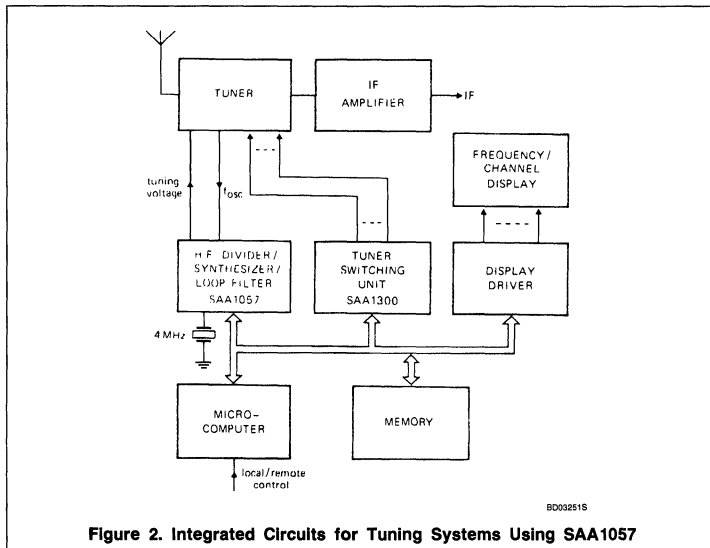 TUNER
IF
AMPLIFIER
IF
FREQUENCY/
CHANNEL
DISPLAY
tuning
voltage
fosc
H.F. DIVIDER/
SYNTHESIZER/
LOOP FILTER
SAA1057
TUNER
SWITCHING
UNIT
SAA1300
DISPLAY
DRIVER
4 MHz
MICRO-
COMPUTER
MEMORY
local/remote
control
BD03251S
Figure 2. Integrated Circuits for Tuning Systems Using SAA1057